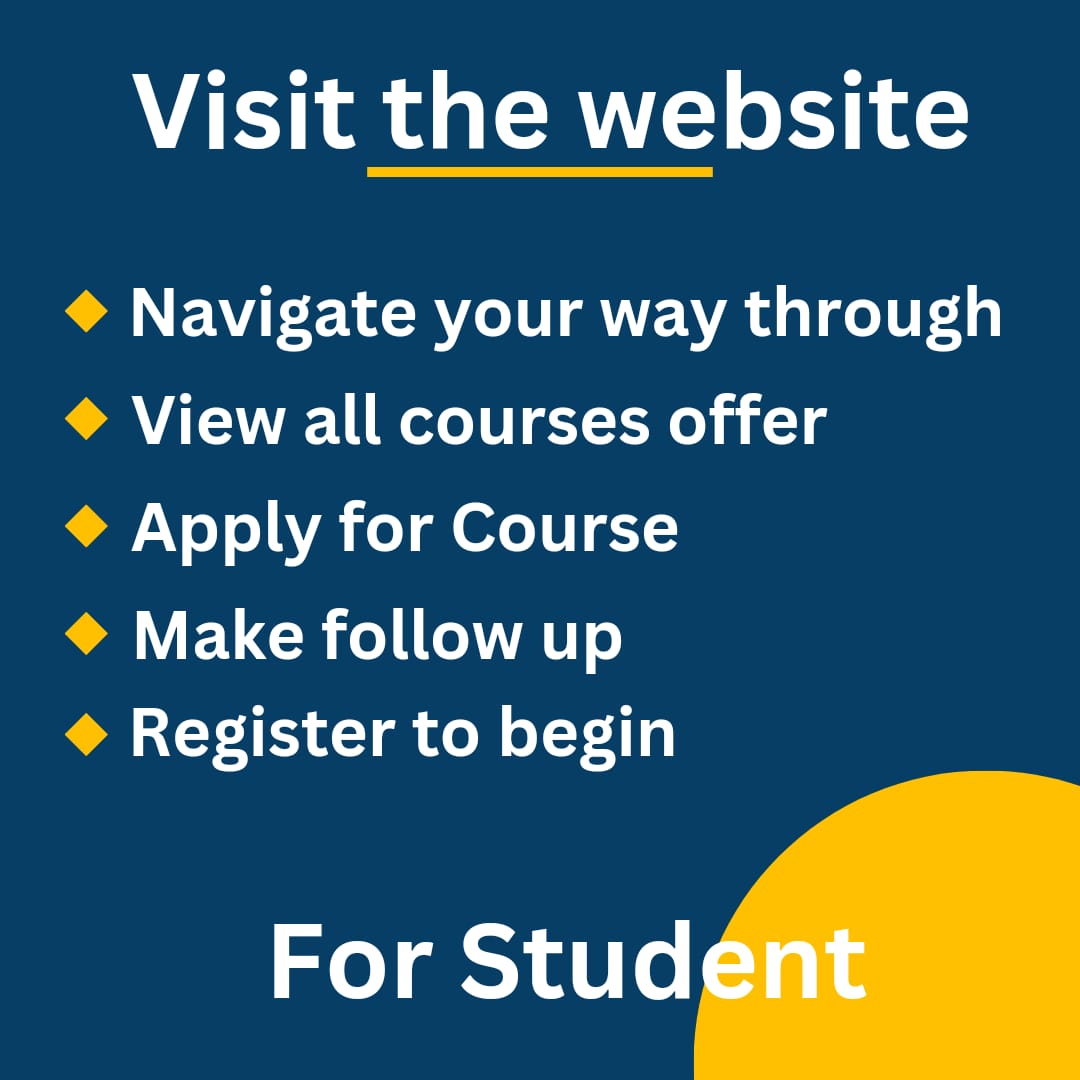 Visit the website
Navigate your way through
View all courses offer
Apply for Course
Make follow up
Register to begin
For Student